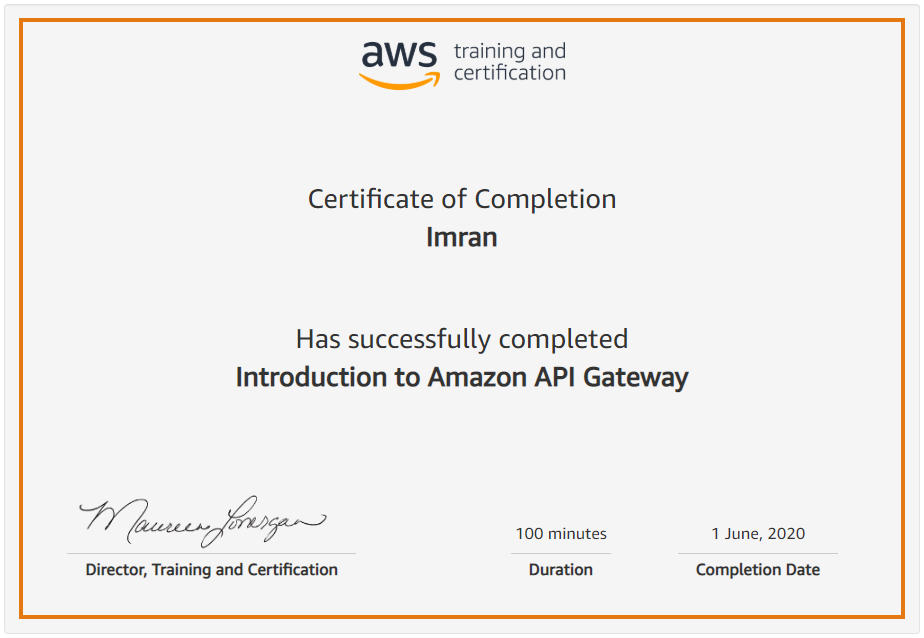 aws training and
certification
Certificate of Completion
Imran
Has successfully completed
Introduction to Amazon API Gateway
Maureen Lonergan
100 minutes
1 June, 2020
Director, Training and Certification
Duration
Completion Date